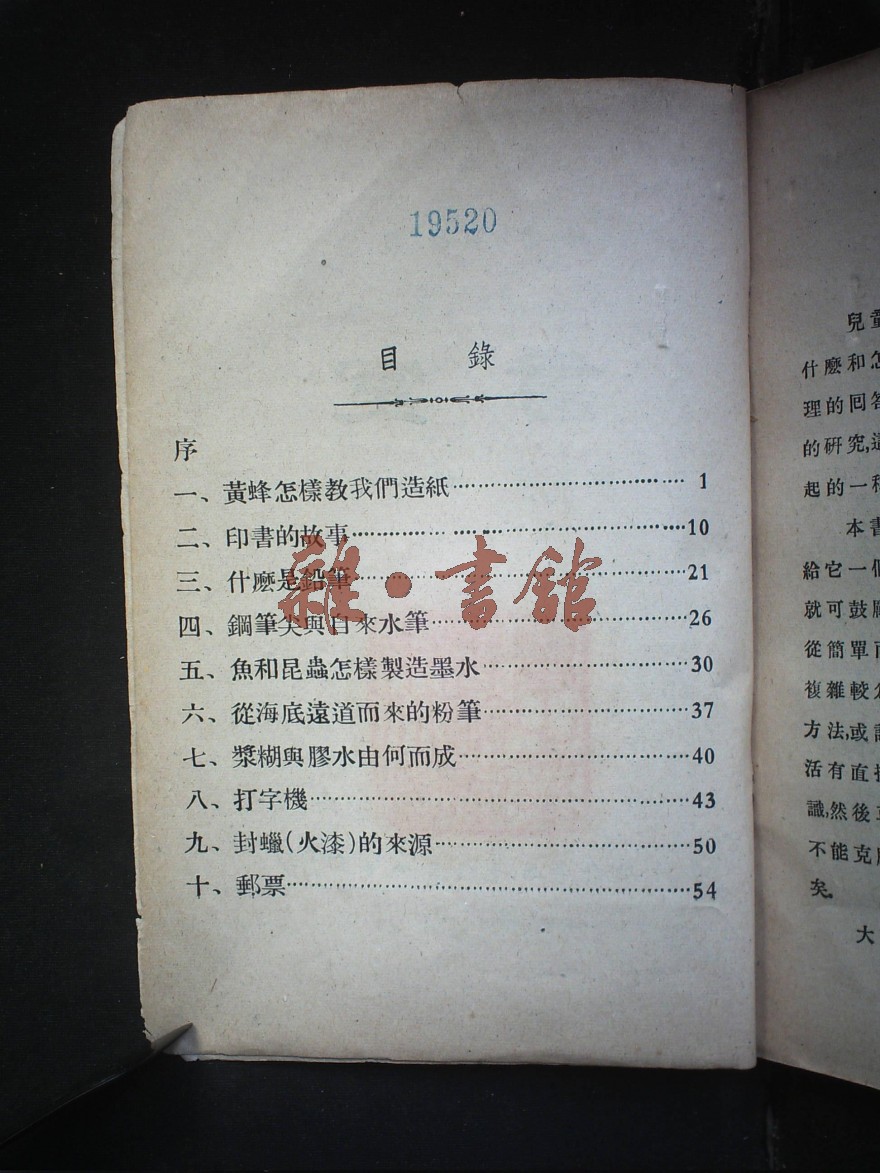 19520
目　錄
序
一、黃蜂怎樣教我們造紙 1
二、印書的故事 10
三、什麽是鉛筆 21
四、鋼筆尖與自來水筆 26
五、魚和昆蟲怎樣製造墨水 30
六、從海底遠道而來的粉筆 37
七、漿糊與膠水由何而成 40
八、打字機 43
九、封蠟(火漆)的來源 50
十、郵票 54
雜·書館
兒童
什麽和怎
理的囘答
的研究,這
起的一種
本書
給它一個
就可鼓
從簡單而
複雜較
方法,或
活有直接
識,然後
不能克
矣.
大